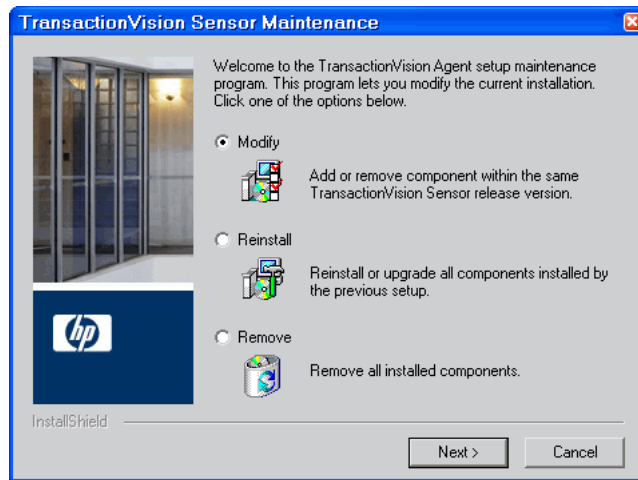 TransactionVision Sensor Maintenance
Welcome to the TransactionVision Agent setup maintenance
program. This program lets you modify the current installation.
Click one of the options below.
Modify
Add or remove component within the same
TransactionVision Sensor release version.
Reinstall
Reinstall or upgrade all components installed by
the previous setup.
hp
Remove
Remove all installed components.
InstallShield
Next >
Cancel